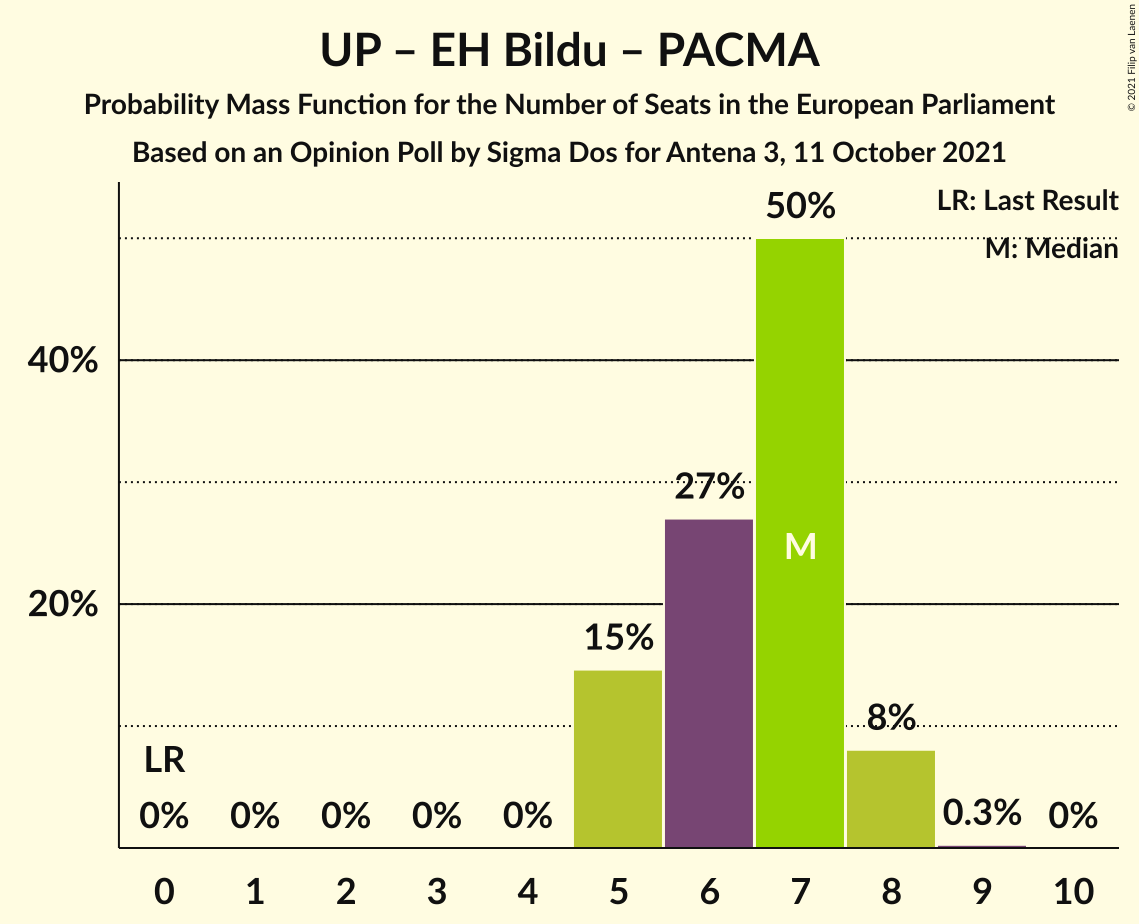 UP – EH Bildu – PACMA
Probability Mass Function for the Number of Seats in the European Parliament
Based on an Opinion Poll by Sigma Dos for Antena 3, 11 October 2021
© 2021 Filip van Laenen
LR: Last Result
M: Median
50%
40%
27%
M
20%
15%
8%
LR
0% 0% 0% 0% 0% 0.3% 0%
0 1 2 3 4 5 6 7 8 9 10